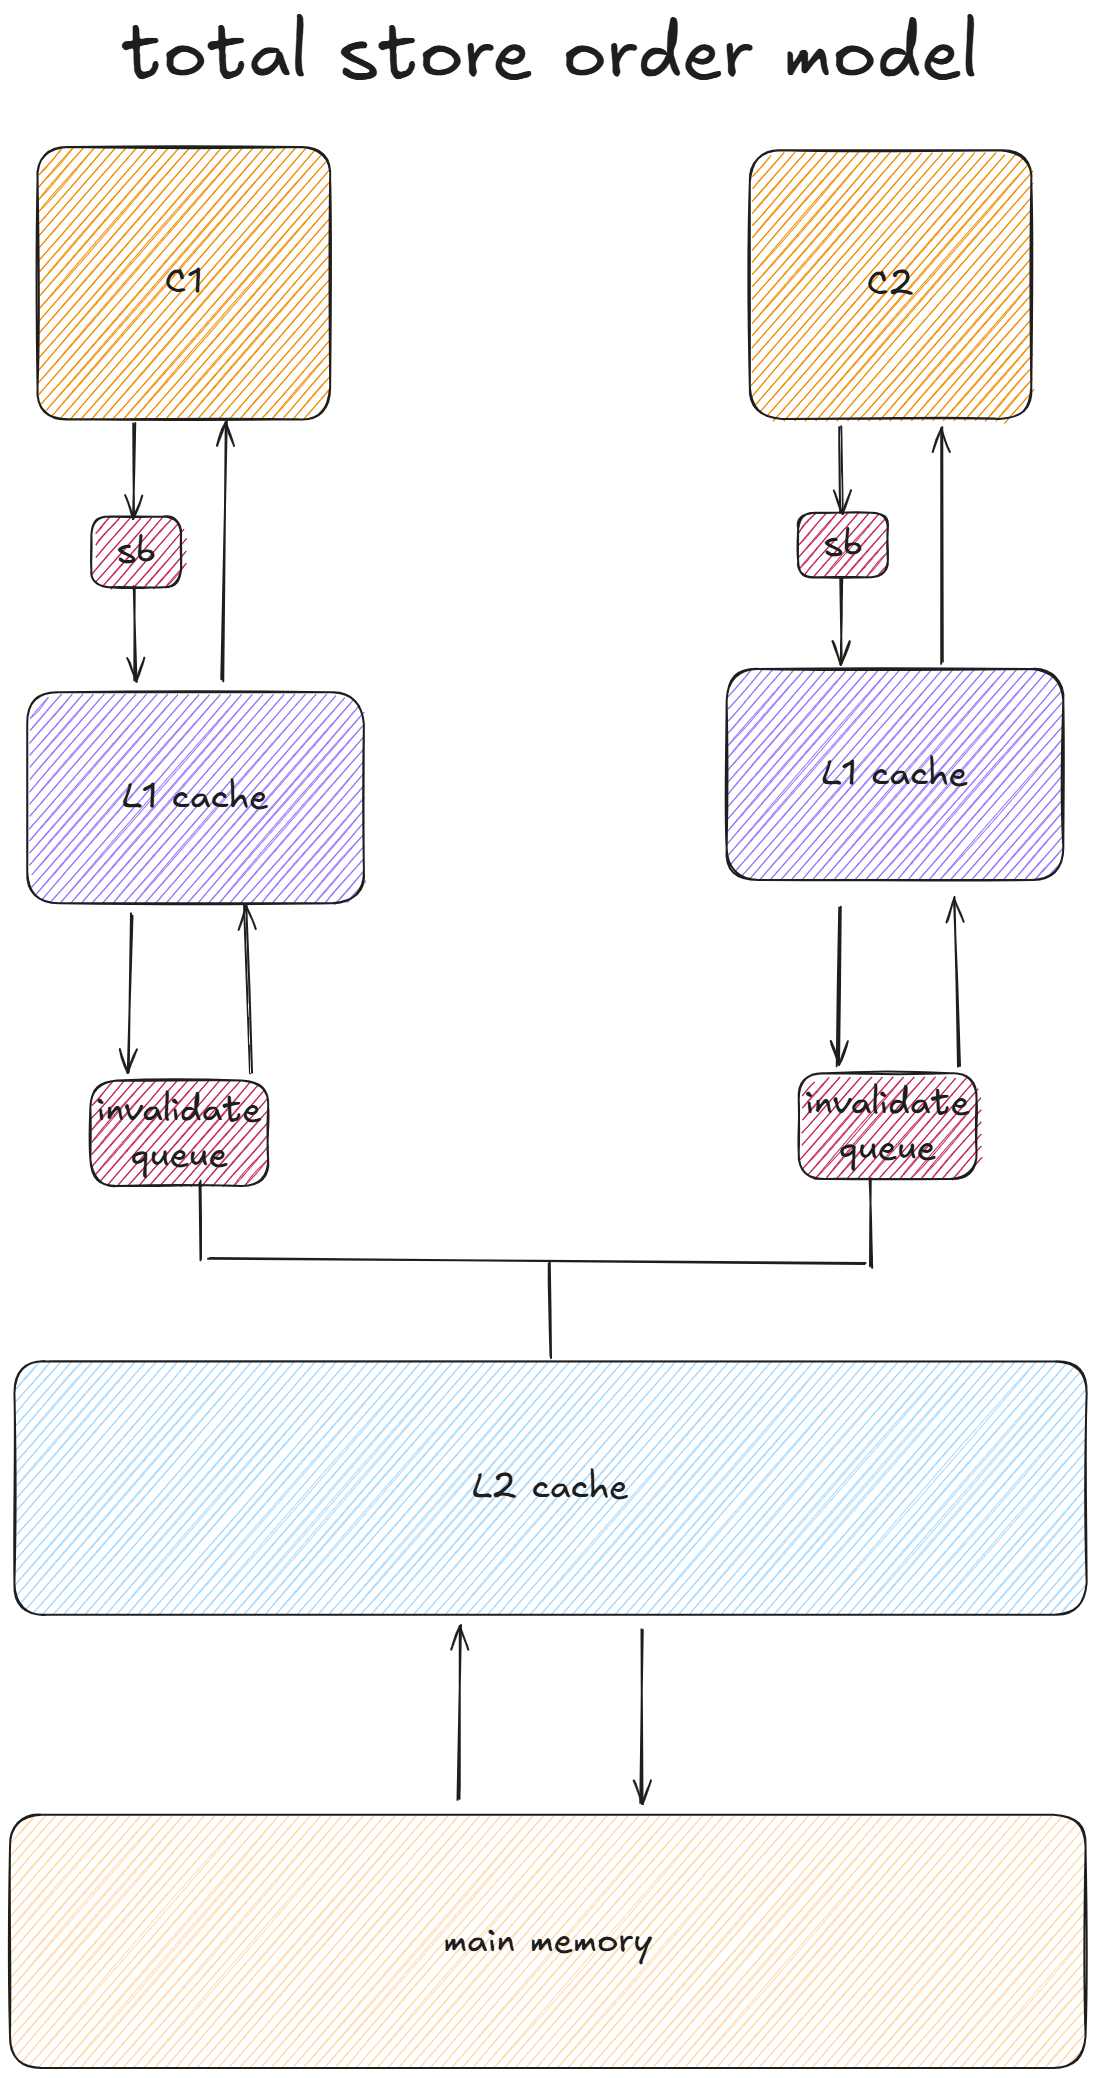 total store order model
C1
C2
sb
sb
L1 cache
L1 cache
invalidate
queue
invalidate
queue
L2 cache
main memory